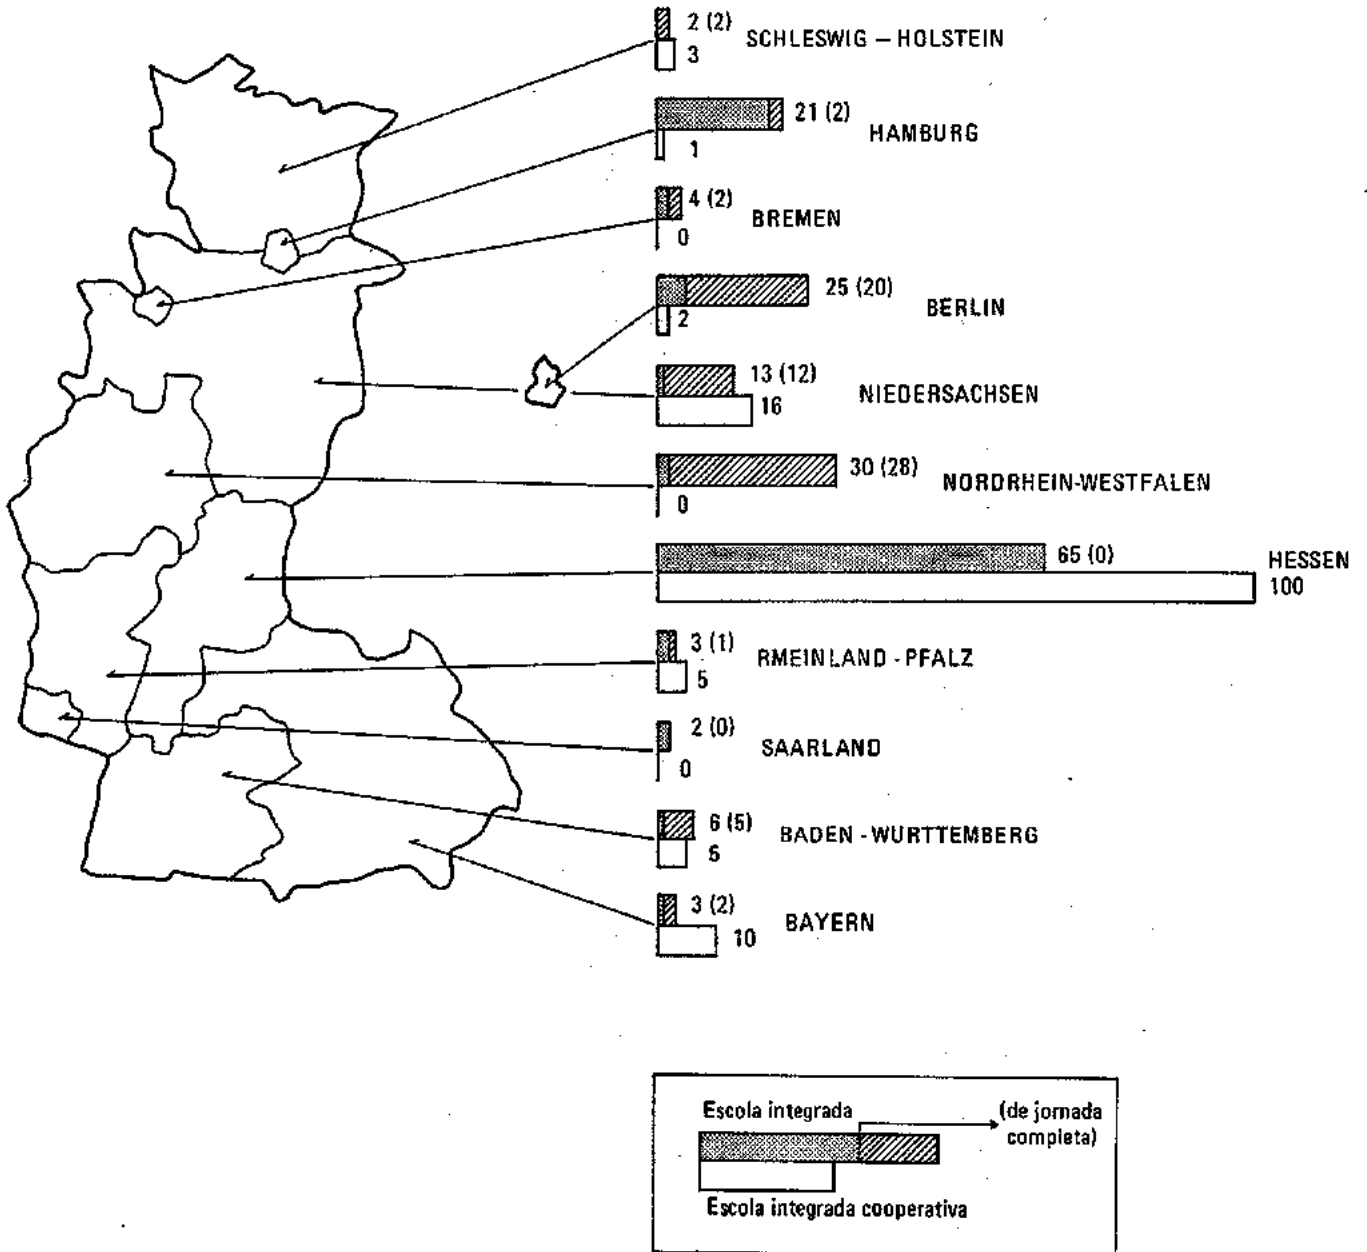 2 (2)
SCHLESWIG – HOLSTEIN
3
21 (2)
HAMBURG
1
4 (2)
BREMEN
0
25 (20)
BERLIN
2
13 (12)
NIEDERSACHSEN
16
30 (28)
NORDRHEIN-WESTFALEN
0
65 (0)
HESSEN
100
3 (1)
RMEINLAND - PFALZ
5
2 (0)
SAARLAND
0
6 (5)
BADEN - WURTTEMBERG
5
3 (2)
BAYERN
10
Escola integrada
(de jornada
completa)
Escola integrada cooperativa